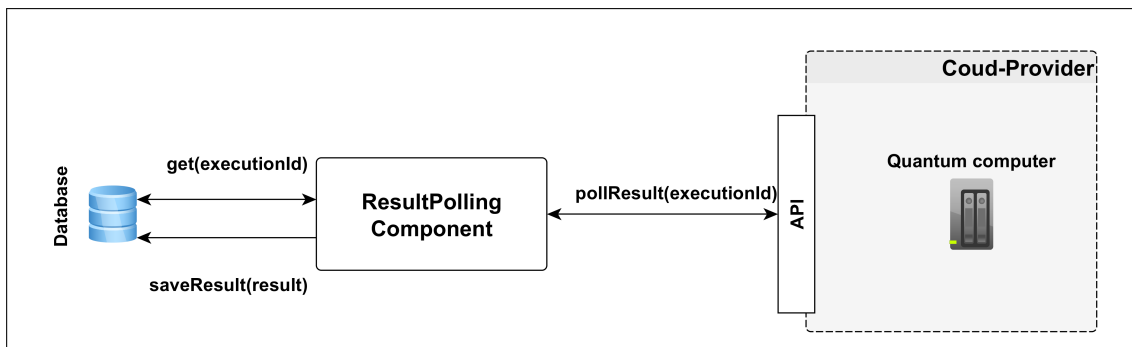 Coud-Provider
Quantum computer
get(executionId)
Database
ResultPolling
Component
pollResult(executionId)
API
saveResult(result)